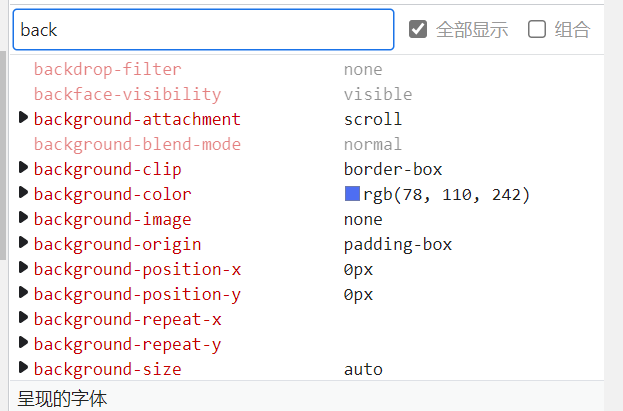 back 全部显示 组合
backdrop-filter none
backface-visibility visible
background-attachment scroll
background-blend-mode normal
background-clip border-box
background-color rgb(78, 110, 242)
background-image none
background-origin padding-box
background-position-x 0px
background-position-y 0px
background-repeat-x
background-repeat-y
background-size auto
呈现的字体